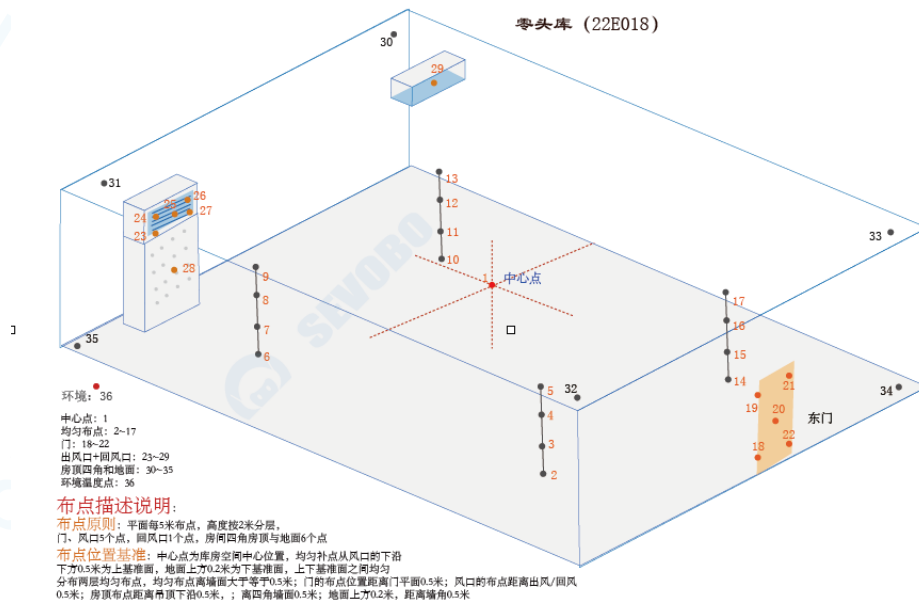 零头库（22E018）
30
29
31
26
25
24
27
23
28
33
13
12
11
10
1
中心点
9
8
7
6
17
16
15
14
35
SIVOBO
5
4
3
2
32
34
21
19
20
东门
18
22
环境：36
中心点：1
均匀布点：2~17
门：18~22
出风口+回风口：23~29
房顶四角和地面：30~35
环境温度点：36
布点描述说明：
布点原则：平面每5米布点，高度按2米分层，
门、风口5个点，回风口1个点，房间四角房顶与地面6个点
布点位置基准：中心点为库房空间中心位置，均匀补点从风口的下沿
下方0.5米为上基准面，地面上方0.2米为下基准面，上下基准面之间均匀
分布两层均匀布点，均匀布点离墙面大于等于0.5米；门的布点位置距离门平面0.5米；风口的布点距离出风/回风
0.5米；房顶布点距离吊顶下沿0.5米，；离四角墙面0.5米；地面上方0.2米，距离墙角0.5米